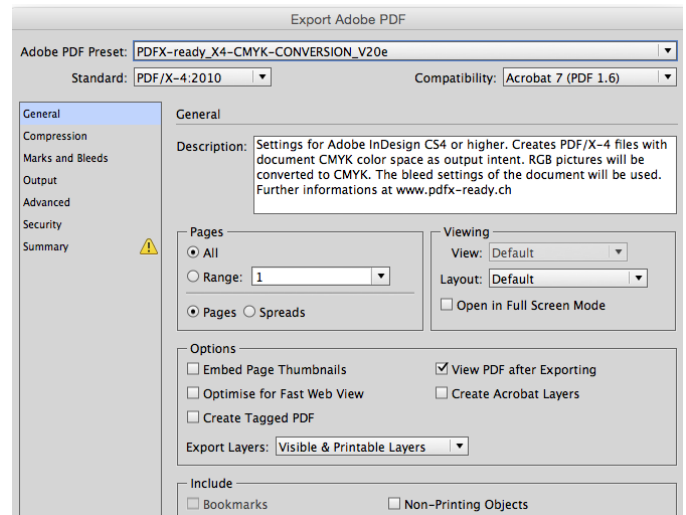 Export Adobe PDF
Adobe PDF Preset: PDFX-ready_X4-CMYK-CONVERSION_V20e
Standard: PDF/X-4:2010 Compatibility: Acrobat 7 (PDF 1.6)
General
Compression
Marks and Bleeds
Output
Advanced
Security
Summary
General
Description: Settings for Adobe InDesign CS4 or higher. Creates PDF/X-4 files with
document CMYK color space as output intent. RGB pictures will be
converted to CMYK. The bleed settings of the document will be used.
Further informations at www.pdfx-ready.ch
Pages
All
Range: 1
Pages Spreads
Viewing
View: Default
Layout: Default
Open in Full Screen Mode
Options
Embed Page Thumbnails View PDF after Exporting
Optimise for Fast Web View Create Acrobat Layers
Create Tagged PDF
Export Layers: Visible & Printable Layers
Include
Bookmarks Non-Printing Objects